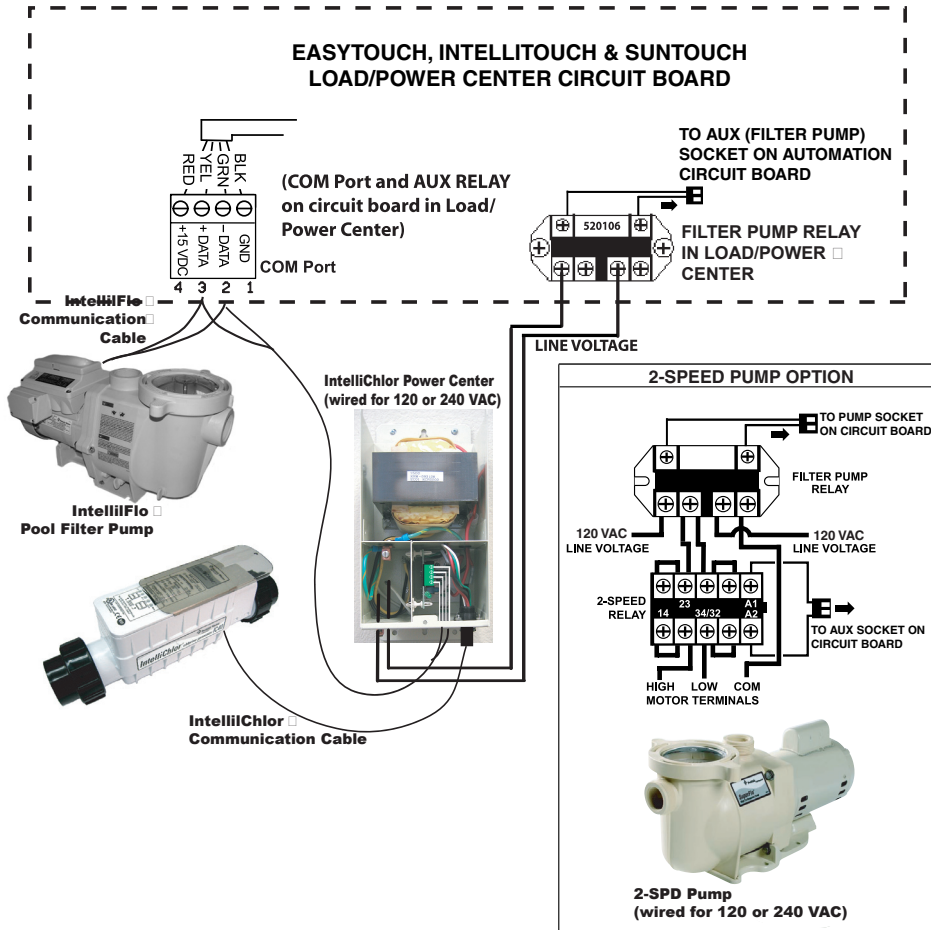 EASYTOUCH, INTELLITOUCH & SUNTOUCH
LOAD/POWER CENTER CIRCUIT BOARD
RED
YEL
GRN
BLK
+15 VDC
+ DATA
– DATA
GND
4 3 2 1
COM Port
(COM Port and AUX RELAY
on circuit board in Load/
Power Center)
TO AUX (FILTER PUMP)
SOCKET ON AUTOMATION
CIRCUIT BOARD
520106
FILTER PUMP RELAY
IN LOAD/POWER
CENTER
LINE VOLTAGE
IntellilFlo
Communication
Cable
IntelliFlo
Pool Filter Pump
IntelliChlor Power Center
(wired for 120 or 240 VAC)
IntelliChlor
IntellilChlor
Communication Cable
2-SPEED PUMP OPTION
TO PUMP SOCKET
ON CIRCUIT BOARD
FILTER PUMP
RELAY
120 VAC
LINE VOLTAGE
120 VAC
LINE VOLTAGE
2-SPEED
RELAY
14
23
34/32
A1
A2
TO AUX SOCKET ON
CIRCUIT BOARD
HIGH LOW COM
MOTOR TERMINALS
2-SPD Pump
(wired for 120 or 240 VAC)